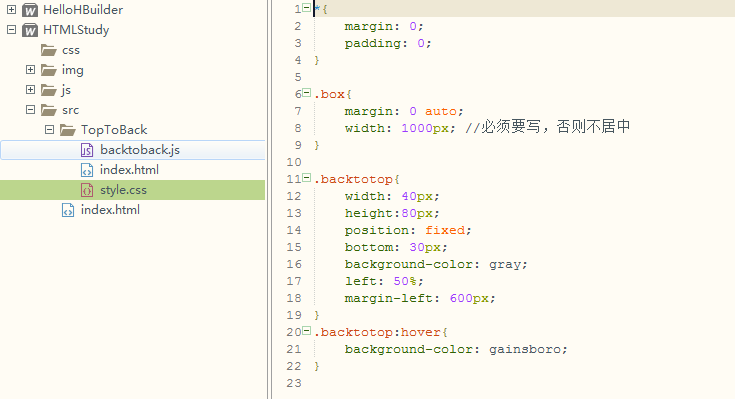 HelloHBuilder
HTMLStudy
css
img
js
src
TopToBack
backtoback.js
index.html
style.css
index.html
1 *{
2 margin: 0;
3 padding: 0;
4 }
5
6 .box{
7 margin: 0 auto;
8 width: 1000px; //必须要写，否则不居中
9 }
10
11 .backtotop{
12 width: 40px;
13 height:80px;
14 position: fixed;
15 bottom: 30px;
16 background-color: gray;
17 left: 50%;
18 margin-left: 600px;
19 }
20 .backtotop:hover{
21 background-color: gainsboro;
22 }
23